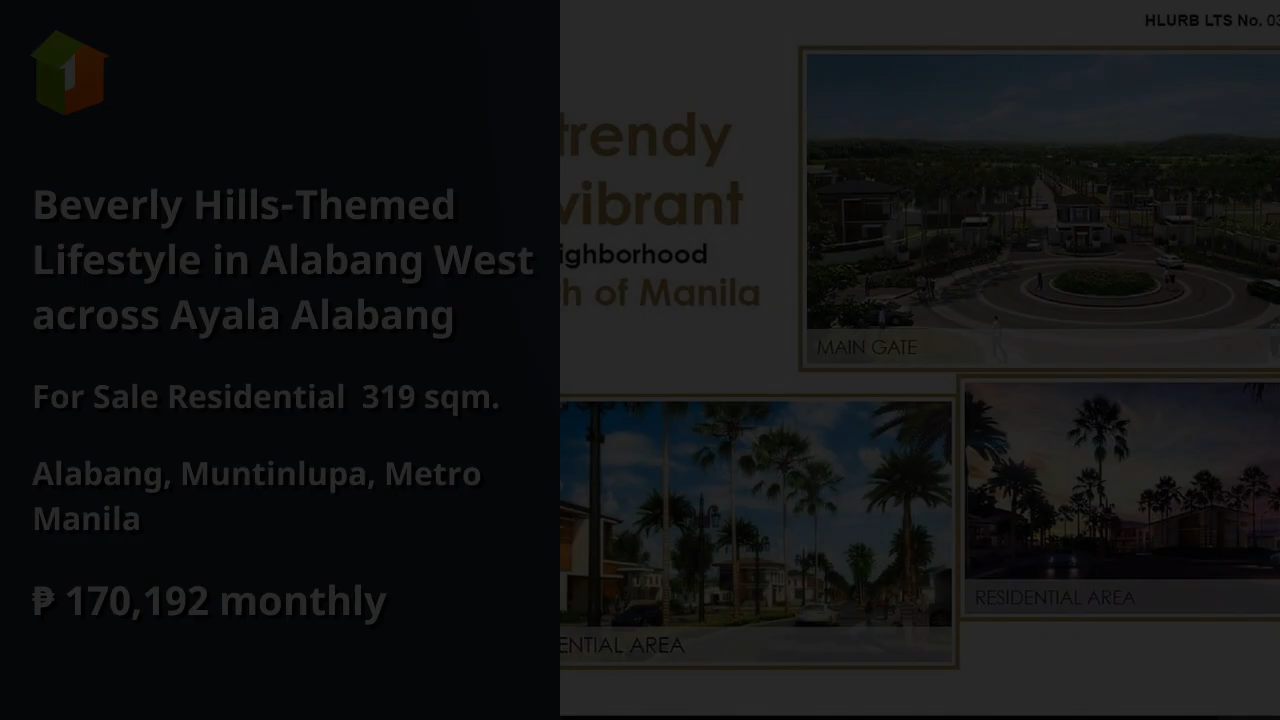 Beverly Hills-Themed
Lifestyle in Alabang West
across Ayala Alabang
For Sale Residential 319 sqm.
Alabang, Muntinlupa, Metro
Manila
₱ 170,192 monthly
HLURB LTS No.
trendy
vibrant
ighborhood
h of Manila
MAIN GATE
ENTIAL AREA
RESIDENTIAL AREA